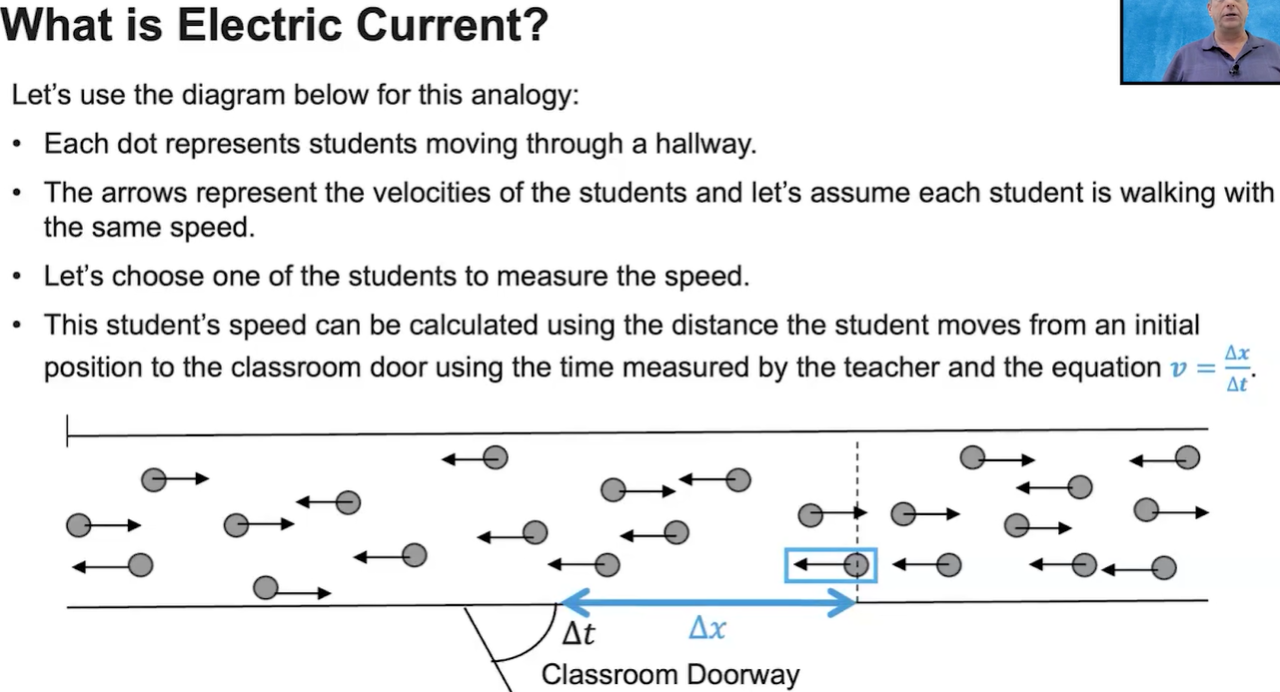 What is Electric Current?
Let's use the diagram below for this analogy:
• Each dot represents students moving through a hallway.
• The arrows represent the velocities of the students and let's assume each student is walking with
the same speed.
• Let's choose one of the students to measure the speed.
• This student's speed can be calculated using the distance the student moves from an initial
position to the classroom door using the time measured by the teacher and the equation v = Δx/Δt.
Δt
Δx
Classroom Doorway